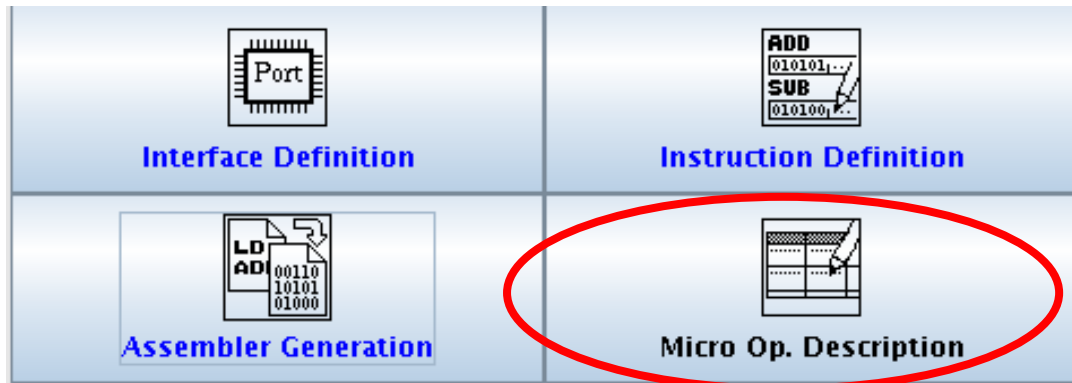 Port
ADD
010101
SUB
010100
Interface Definition
Instruction Definition
LD
AD
00110
10101
01000
Assembler Generation
Micro Op. Description